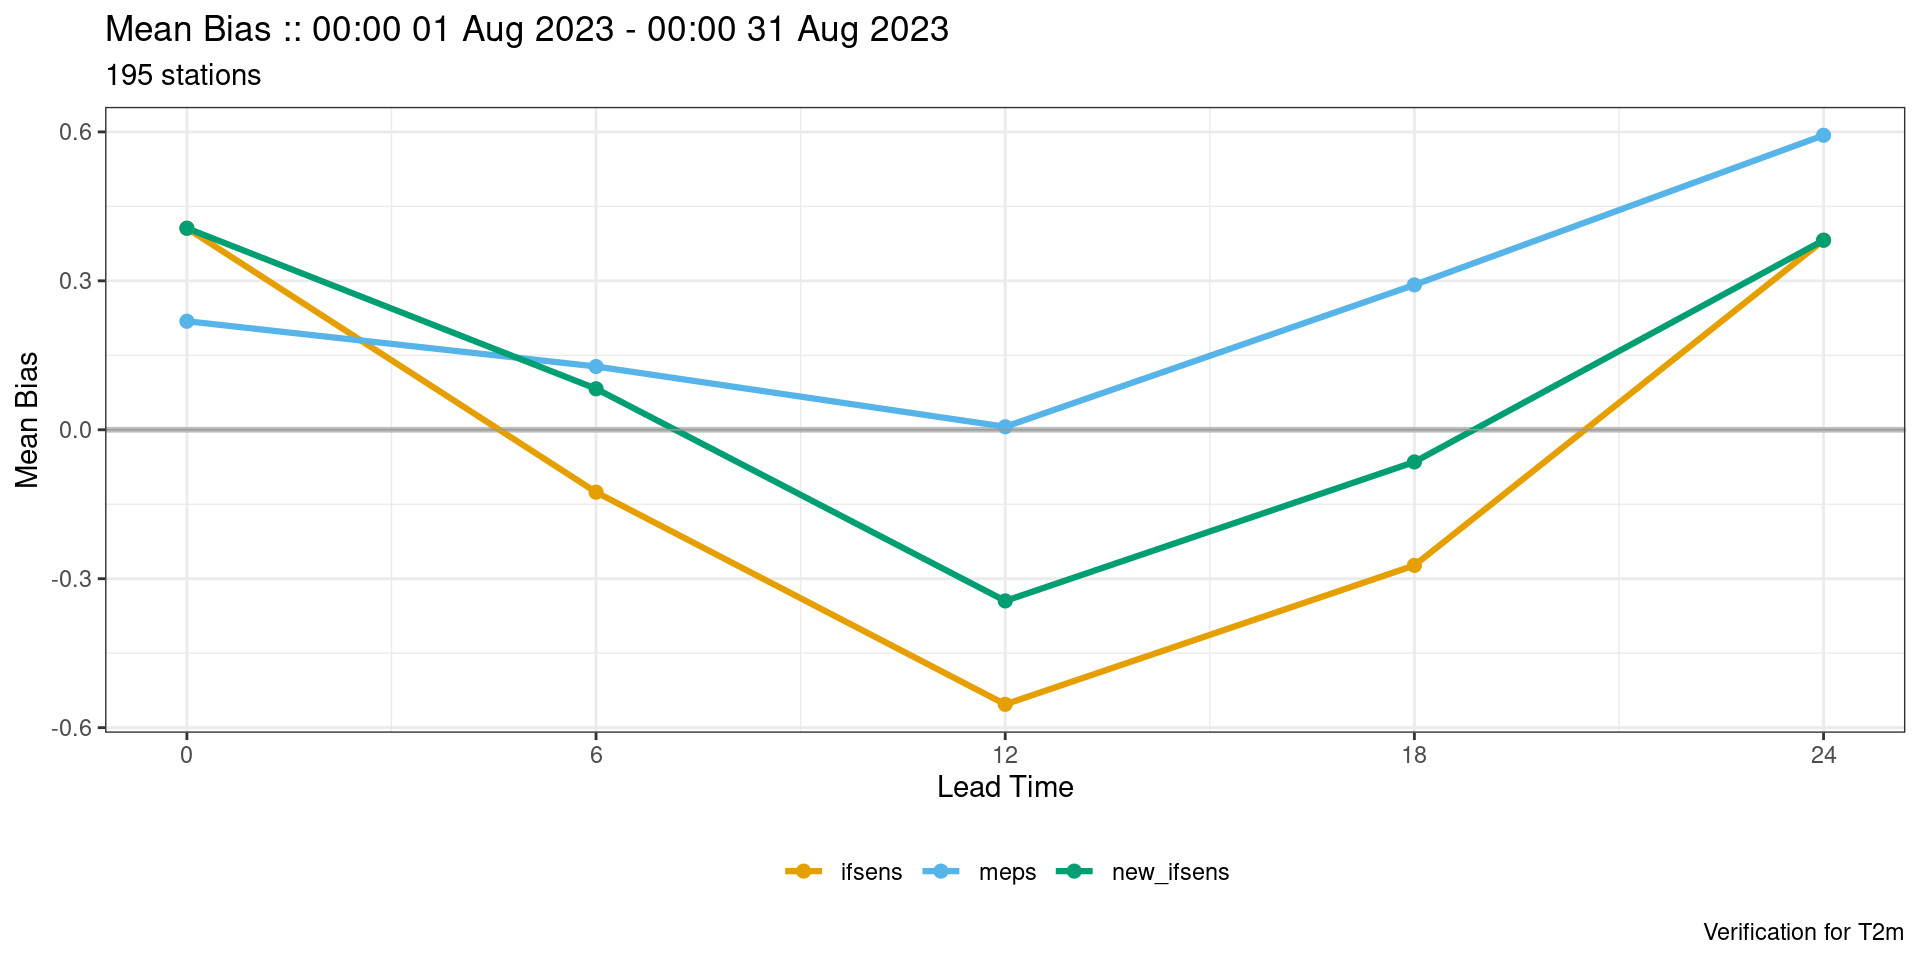 Mean Bias :: 00:00 01 Aug 2023 - 00:00 31 Aug 2023
195 stations
Mean Bias
0.6
0.3
0.0
-0.3
-0.6
0 6 12 18 24
Lead Time
ifsens meps new_ifsens
Verification for T2m